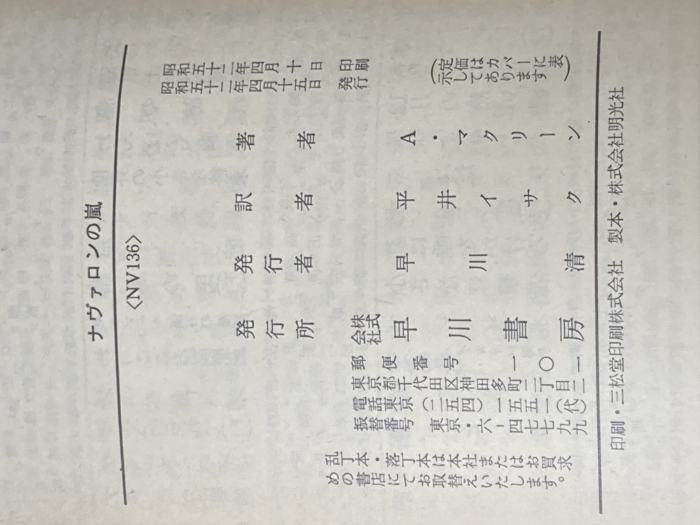 ナヴァロンの嵐
〈NV136〉
昭和五十二年四月十日 印刷
昭和五十二年四月十五日 発行
（定価はカバーに表
示してあります）
著者 A・マクリーン
訳者 平井イサク
発行者 早川清
発行所 株式会社 早川書房
郵便番号 一〇一
東京都千代田区神田多町二丁目二
電話東京(二五四)一五五一(代)
振替番号 東京・六-四七七九九
乱丁本・落丁本は本社またはお買求
めの書店にてお取替えいたします。
印刷・三松堂印刷株式会社 製本・株式会社明光社